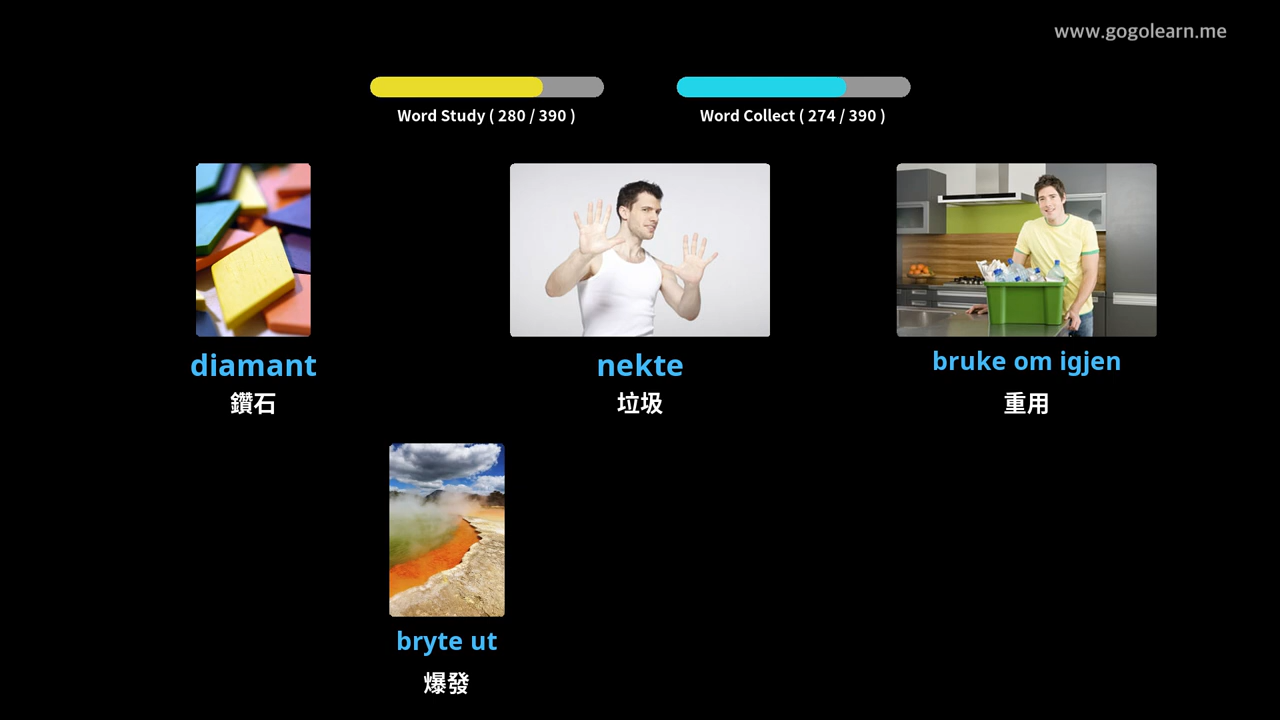 www.gogolearn.me
Word Study ( 280 / 390 )
Word Collect ( 274 / 390 )
diamant
鑽石
nekte
垃圾
bruke om igjen
重用
bryte ut
爆發